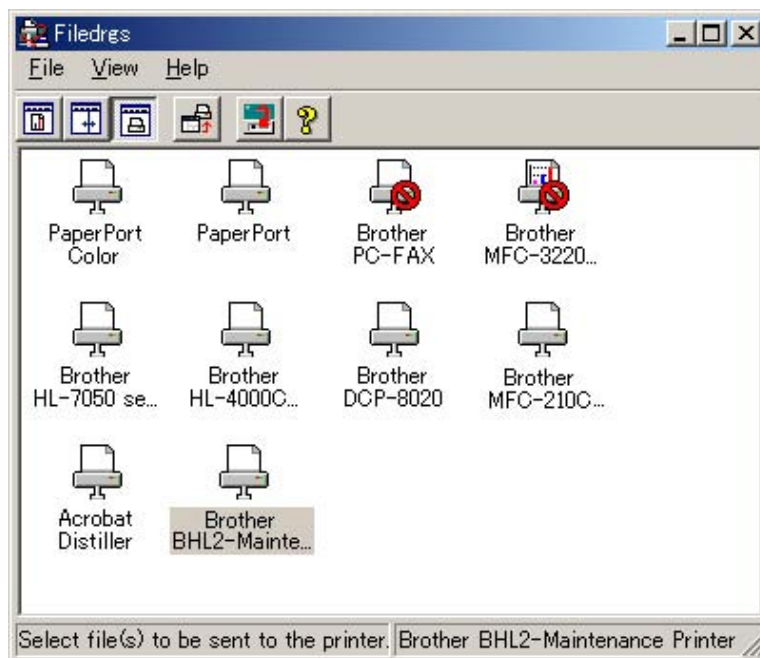 Filedrgs
File View Help
PaperPort Color
PaperPort
Brother PC-FAX
Brother MFC-3220...
Brother HL-7050 se...
Brother HL-4000C...
Brother DCP-8020
Brother MFC-210C...
Acrobat Distiller
Brother BHL2-Mainte...
Select file(s) to be sent to the printer. Brother BHL2-Maintenance Printer